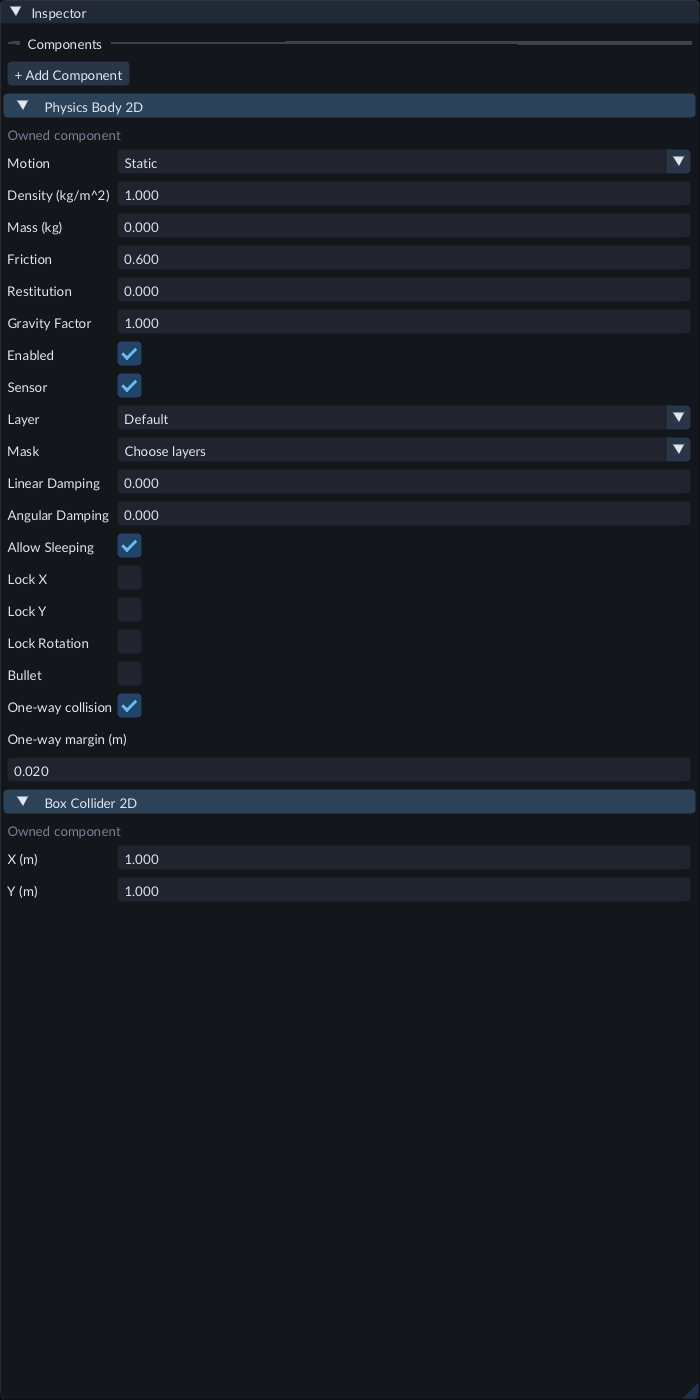 Inspector
Components
+ Add Component
Physics Body 2D
Owned component
Motion Static
Density (kg/m^2) 1.000
Mass (kg) 0.000
Friction 0.600
Restitution 0.000
Gravity Factor 1.000
Enabled
Sensor
Layer Default
Mask Choose layers
Linear Damping 0.000
Angular Damping 0.000
Allow Sleeping
Lock X
Lock Y
Lock Rotation
Bullet
One-way collision
One-way margin (m)
0.020
Box Collider 2D
Owned component
X (m) 1.000
Y (m) 1.000